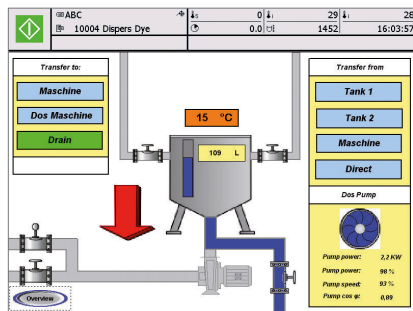 ABC
10004 Dispers Dye
0
0.0
29
1452
28
16:03:57
Transfer to:
Maschine
Dos Maschine
Drain
15 °C
109 L
Transfer from
Tank 1
Tank 2
Maschine
Direct
Dos Pump
Pump power: 2,2 KW
Pump power: 98 %
Pump speed: 93 %
Pump cos φ: 0,89
Overview